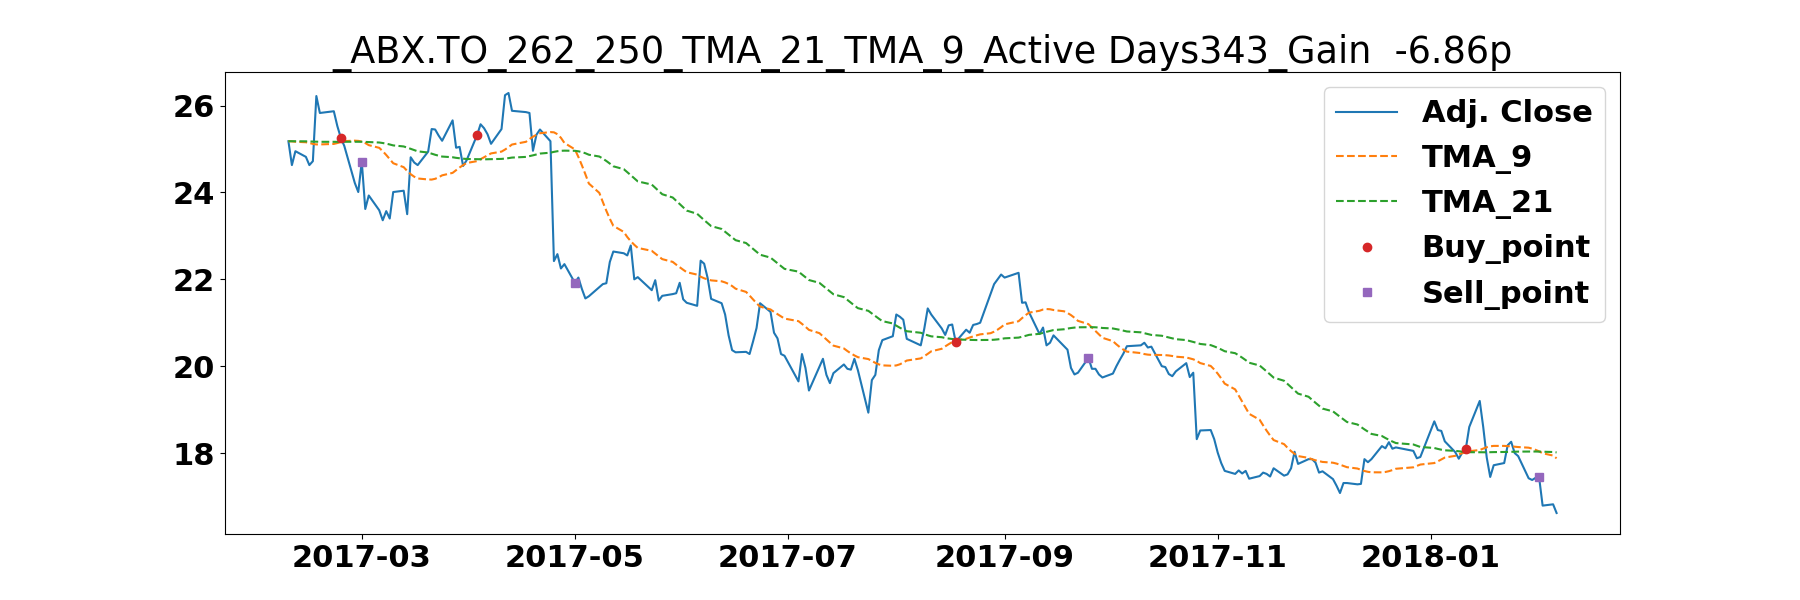 _ABX.TO_262_250_TMA_21_TMA_9_Active Days343_Gain  -6.86p
Adj. Close
TMA_9
TMA_21
Buy_point
Sell_point
26
24
22
20
18
2017-03 2017-05 2017-07 2017-09 2017-11 2018-01